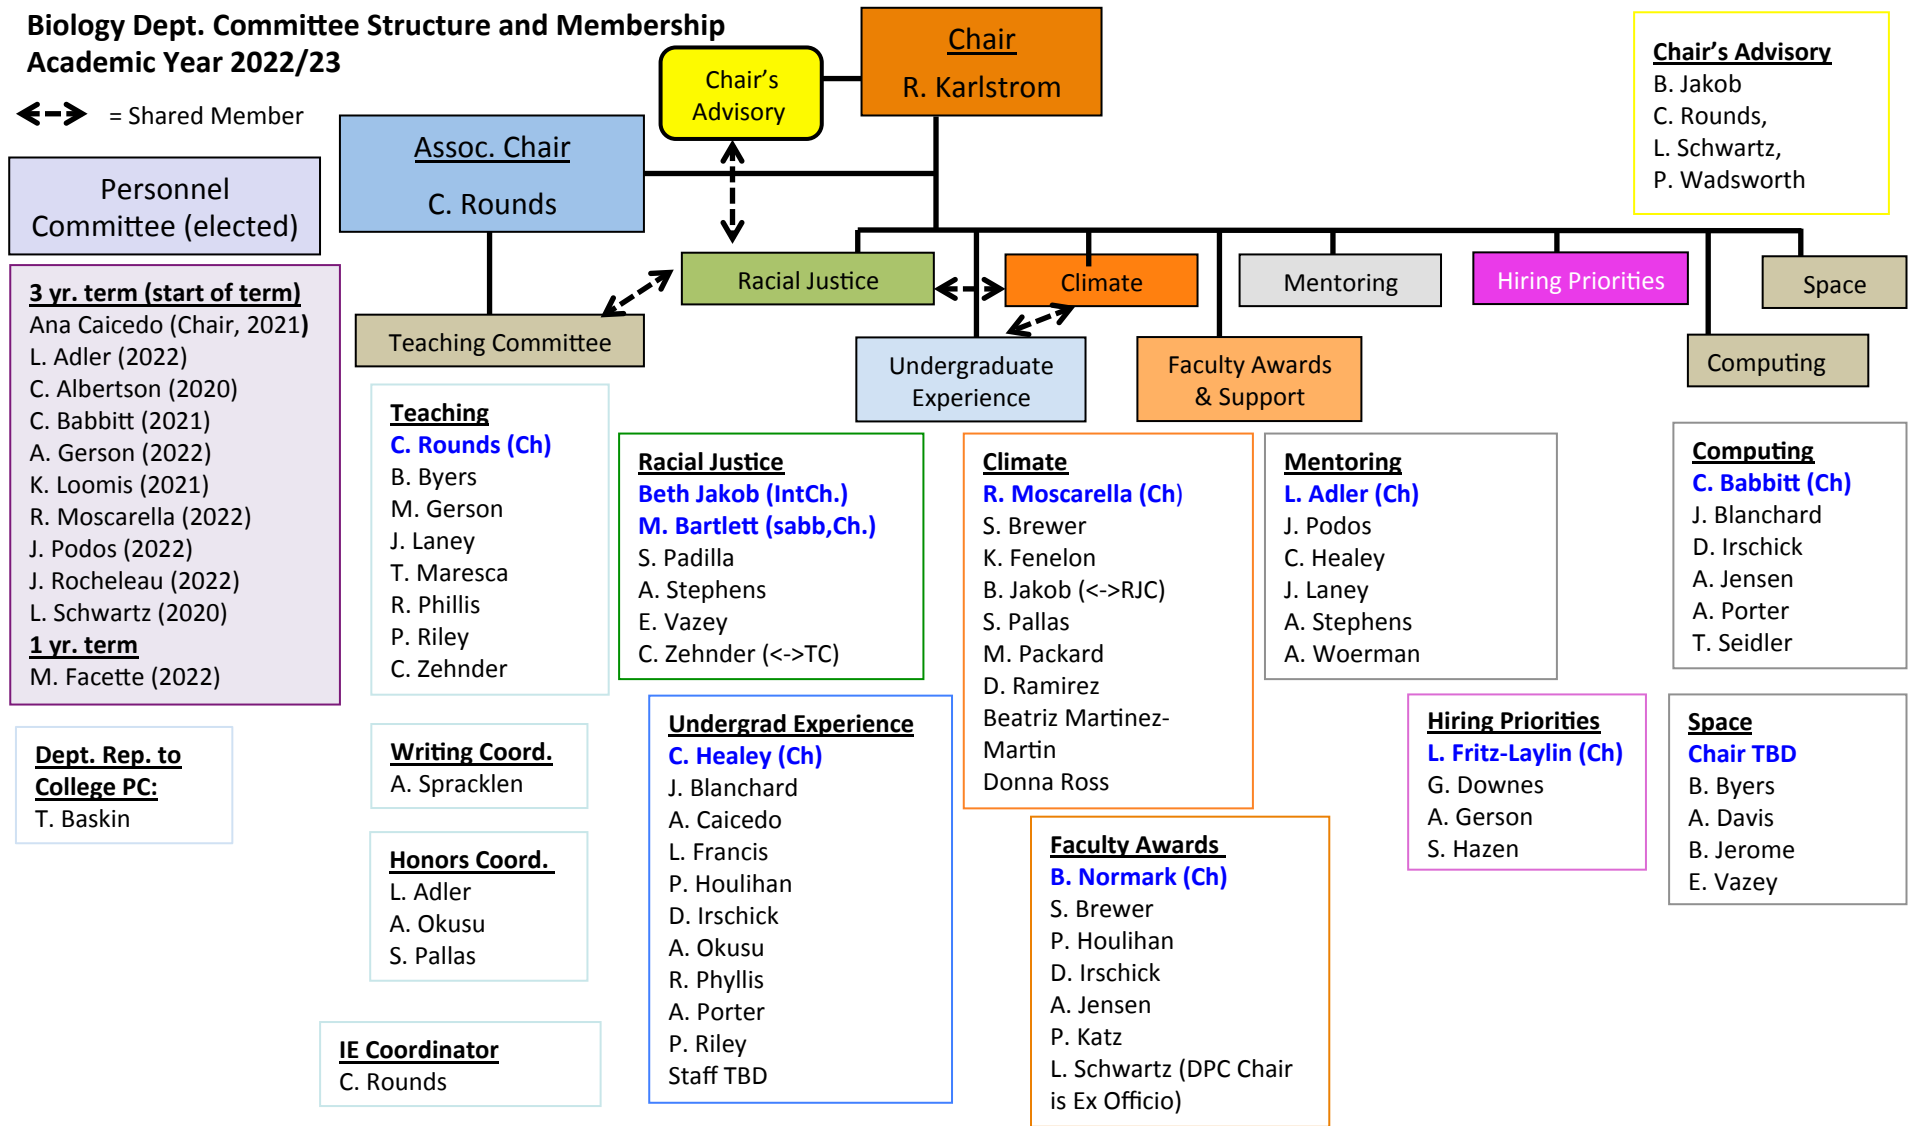 Biology Dept. Committee Structure and Membership
Academic Year 2022/23
= Shared Member
Chair
R. Karlstrom
Chair's
Advisory
Assoc. Chair
C. Rounds
Chair's Advisory
B. Jakob
C. Rounds,
L. Schwartz,
P. Wadsworth
Personnel
Committee (elected)
Racial Justice
Climate
Mentoring
Hiring Priorities
Space
Teaching Committee
Undergraduate
Experience
Faculty Awards
& Support
Computing
3 yr. term (start of term)
Ana Caicedo (Chair, 2021)
L. Adler (2022)
C. Albertson (2020)
C. Babbitt (2021)
A. Gerson (2022)
K. Loomis (2021)
R. Moscarella (2022)
J. Podos (2022)
J. Rocheleau (2022)
L. Schwartz (2020)
1 yr. term
M. Facette (2022)
Dept. Rep. to
College PC:
T. Baskin
Teaching
C. Rounds (Ch)
B. Byers
M. Gerson
J. Laney
T. Maresca
R. Phillis
P. Riley
C. Zehnder
Writing Coord.
A. Spracklen
Honors Coord.
L. Adler
A. Okusu
S. Pallas
IE Coordinator
C. Rounds
Racial Justice
Beth Jakob (IntCh.)
M. Bartlett (sabb,Ch.)
S. Padilla
A. Stephens
E. Vazey
C. Zehnder (<->TC)
Undergrad Experience
C. Healey (Ch)
J. Blanchard
A. Caicedo
L. Francis
P. Houlihan
D. Irschick
A. Okusu
R. Phyllis
A. Porter
P. Riley
Staff TBD
Climate
R. Moscarella (Ch)
S. Brewer
K. Fenelon
B. Jakob (<->RJC)
S. Pallas
M. Packard
D. Ramirez
Beatriz Martinez-
Martin
Donna Ross
Faculty Awards
B. Normark (Ch)
S. Brewer
P. Houlihan
D. Irschick
A. Jensen
P. Katz
L. Schwartz (DPC Chair
is Ex Officio)
Mentoring
L. Adler (Ch)
J. Podos
C. Healey
J. Laney
A. Stephens
A. Woerman
Hiring Priorities
L. Fritz-Laylin (Ch)
G. Downes
A. Gerson
S. Hazen
Computing
C. Babbitt (Ch)
J. Blanchard
D. Irschick
A. Jensen
A. Porter
T. Seidler
Space
Chair TBD
B. Byers
A. Davis
B. Jerome
E. Vazey